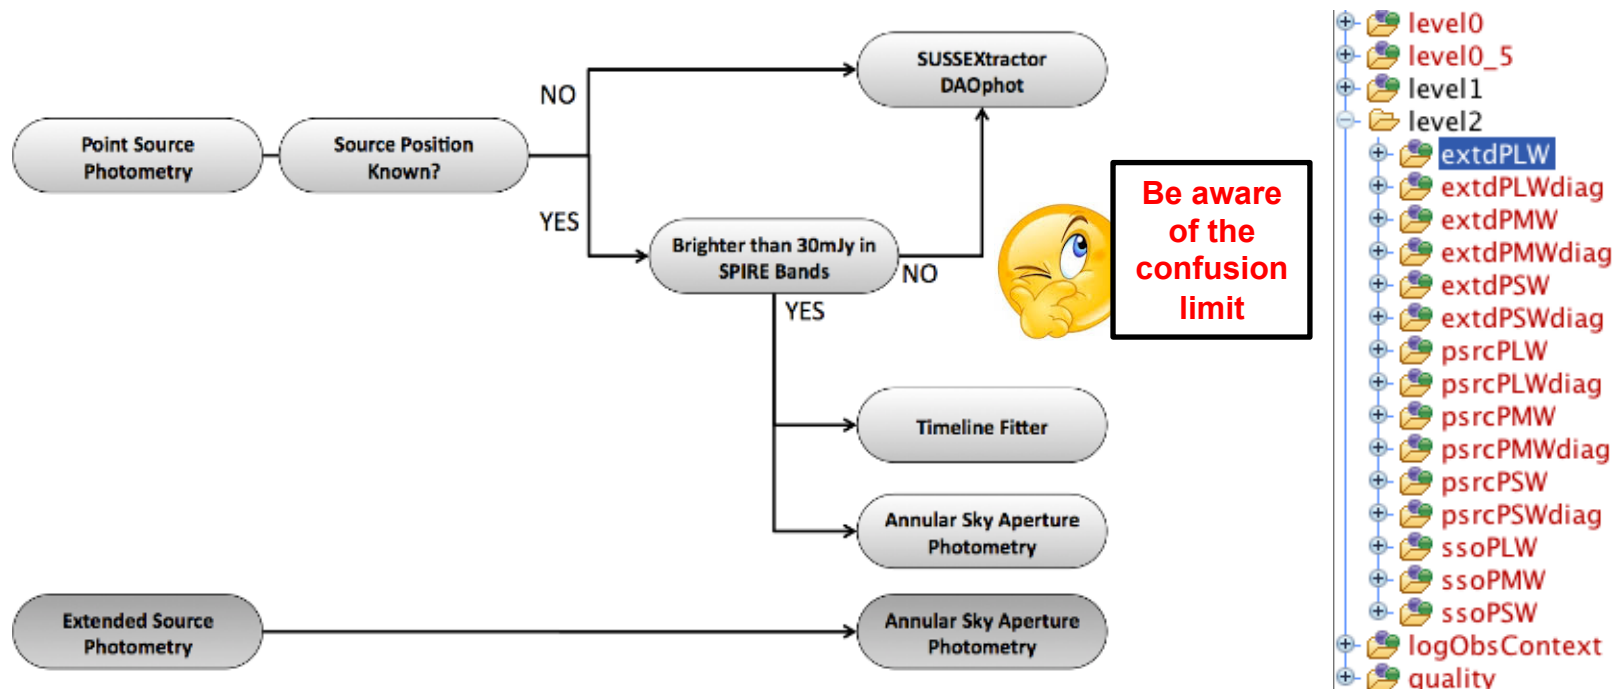 Point Source
Photometry
Source Position
Known?
NO
YES
SUSSEXtractor
DAOphot
Brighter than 30mJy in
SPIRE Bands
NO
YES
Be aware
of the
confusion
limit
Timeline Fitter
Annular Sky Aperture
Photometry
Extended Source
Photometry
Annular Sky Aperture
Photometry
level0
level0_5
level1
level2
extdPLW
extdPLWdiag
extdPMW
extdPMWdiag
extdPSW
extdPSWdiag
psrcPLW
psrcPLWdiag
psrcPMW
psrcPMWdiag
psrcPSW
psrcPSWdiag
ssoPLW
ssoPMW
ssoPSW
logObsContext
quality